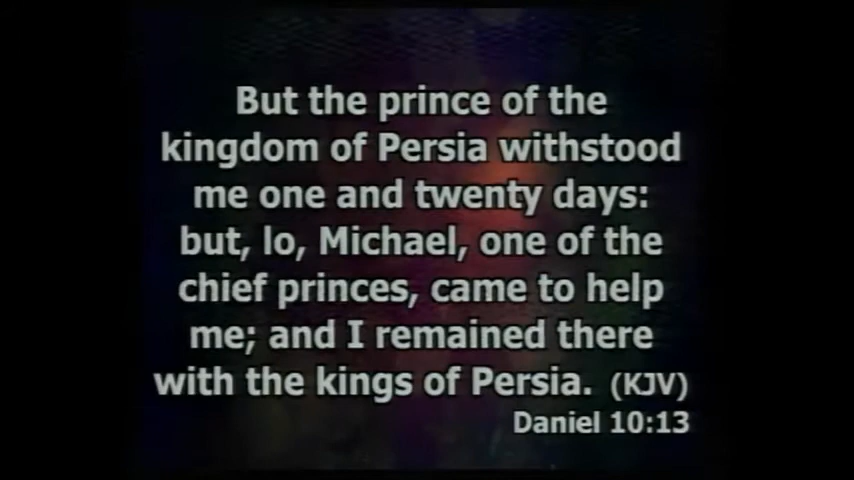 But the prince of the
kingdom of Persia withstood
me one and twenty days:
but, lo, Michael, one of the
chief princes, came to help
me; and I remained there
with the kings of Persia. (KJV)
Daniel 10:13